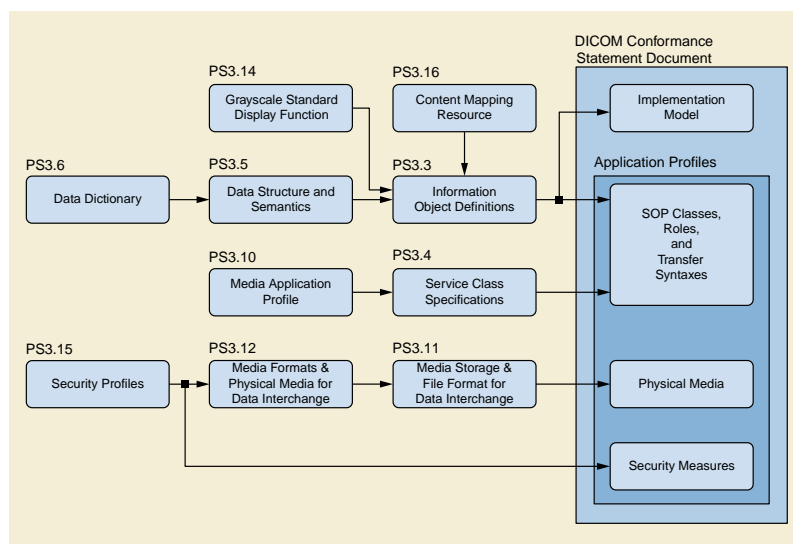 DICOM Conformance
Statement Document
PS3.14
Grayscale Standard
Display Function
PS3.16
Content Mapping
Resource
Implementation
Model
Application Profiles
PS3.6
Data Dictionary
PS3.5
Data Structure and
Semantics
PS3.3
Information
Object Definitions
SOP Classes,
Roles,
and
Transfer
Syntaxes
PS3.10
Media Application
Profile
PS3.4
Service Class
Specifications
PS3.15
Security Profiles
PS3.12
Media Formats &
Physical Media for
Data Interchange
PS3.11
Media Storage &
File Format for
Data Interchange
Physical Media
Security Measures